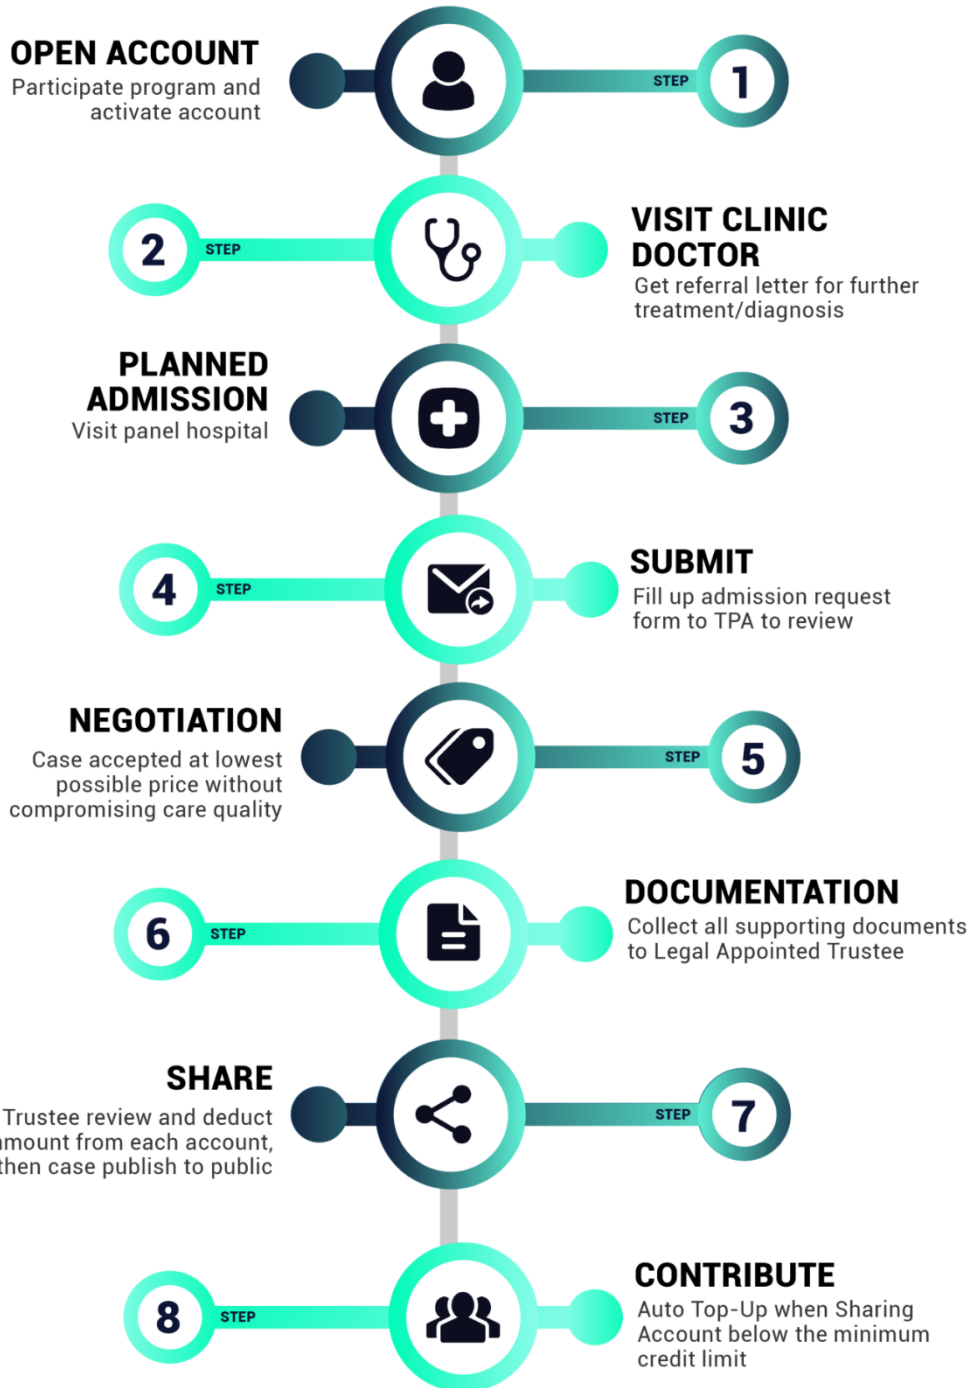 OPEN ACCOUNT
Participate program and
activate account
STEP
1
2
STEP
VISIT CLINIC
DOCTOR
Get referral letter for further
treatment/diagnosis
PLANNED
ADMISSION
Visit panel hospital
STEP
3
4
STEP
SUBMIT
Fill up admission request
form to TPA to review
NEGOTIATION
Case accepted at lowest
possible price without
compromising care quality
STEP
5
6
STEP
DOCUMENTATION
Collect all supporting documents
to Legal Appointed Trustee
SHARE
Trustee review and deduct
amount from each account,
then case publish to public
STEP
7
8
STEP
CONTRIBUTE
Auto Top-Up when Sharing
Account below the minimum
credit limit